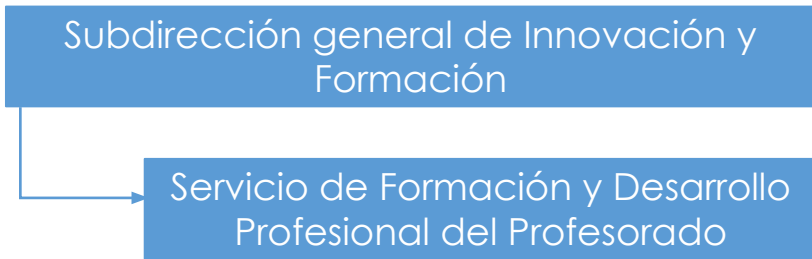 Subdirección general de Innovación y
Formación
Servicio de Formación y Desarrollo
Profesional del Profesorado